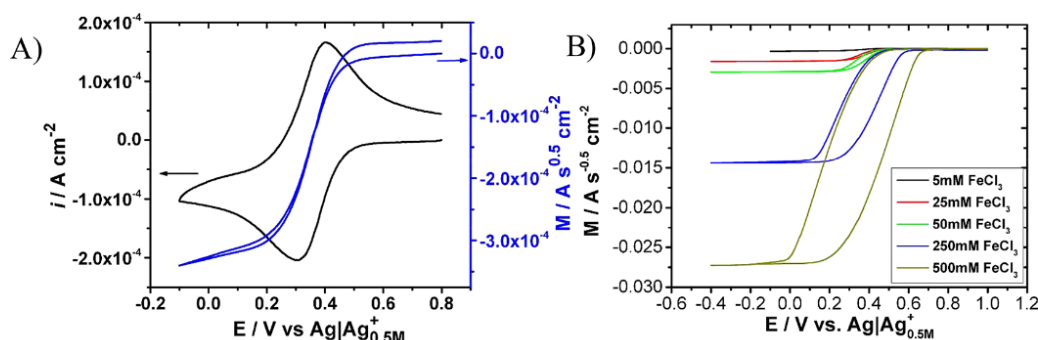 A)
2.0x10⁻⁴
1.0x10⁻⁴
0.0
-1.0x10⁻⁴
-2.0x10⁻⁴
i / A cm⁻²
-0.2 0.0 0.2 0.4 0.6 0.8
E / V vs Ag|Ag⁺0.5M
0.0
-1.0x10⁻⁴
-2.0x10⁻⁴
-3.0x10⁻⁴
M / A s⁰·⁵ cm⁻²
B)
0.000
-0.005
-0.010
-0.015
-0.020
-0.025
-0.030
M / A s⁻⁰·⁵ cm⁻²
5mM FeCl₃
25mM FeCl₃
50mM FeCl₃
250mM FeCl₃
500mM FeCl₃
-0.6 -0.4 -0.2 0.0 0.2 0.4 0.6 0.8 1.0 1.2
E / V vs. Ag|Ag⁺0.5M